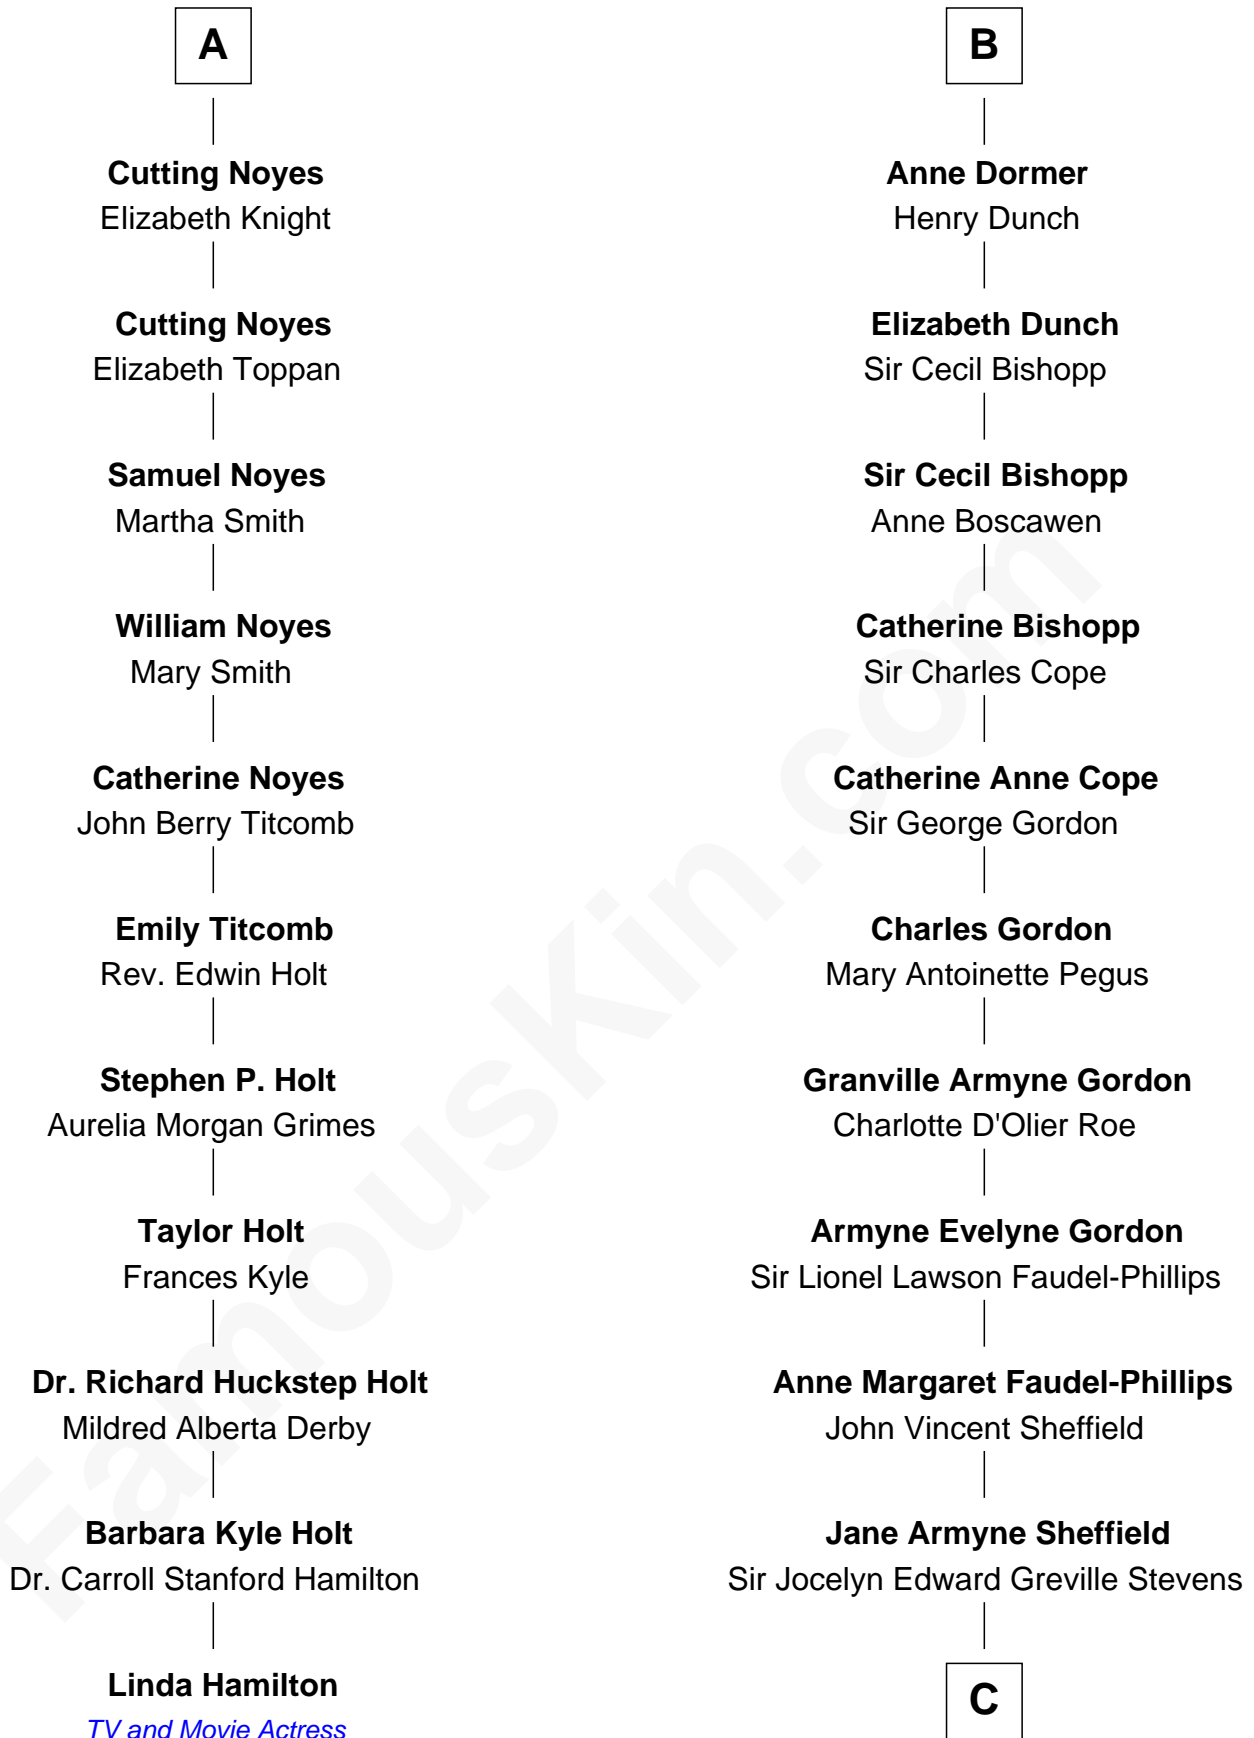 A
Cutting Noyes
Elizabeth Knight
Cutting Noyes
Elizabeth Toppan
Samuel Noyes
Martha Smith
William Noyes
Mary Smith
Catherine Noyes
John Berry Titcomb
Emily Titcomb
Rev. Edwin Holt
Stephen P. Holt
Aurelia Morgan Grimes
Taylor Holt
Frances Kyle
Dr. Richard Huckstep Holt
Mildred Alberta Derby
Barbara Kyle Holt
Dr. Carroll Stanford Hamilton
Linda Hamilton
TV and Movie Actress
B
Anne Dormer
Henry Dunch
Elizabeth Dunch
Sir Cecil Bishopp
Sir Cecil Bishopp
Anne Boscawen
Catherine Bishopp
Sir Charles Cope
Catherine Anne Cope
Sir George Gordon
Charles Gordon
Mary Antoinette Pegus
Granville Armyne Gordon
Charlotte D'Olier Roe
Armyne Evelyne Gordon
Sir Lionel Lawson Faudel-Phillips
Anne Margaret Faudel-Phillips
John Vincent Sheffield
Jane Armyne Sheffield
Sir Jocelyn Edward Greville Stevens
C
FamousKin.com